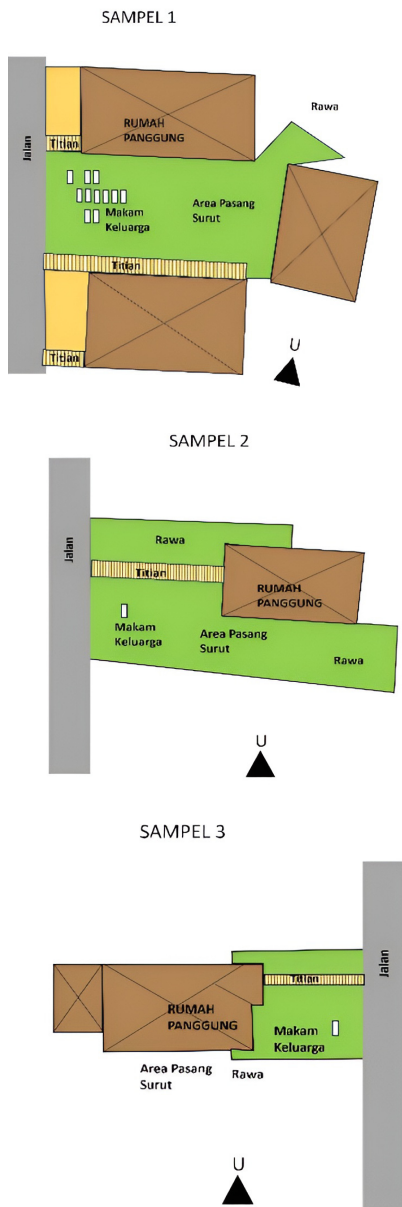 SAMPEL 1
Jalan
Titian
RUMAH
PANGGUNG
Rawa
Makam
Keluarga
Area Pasang
Surut
Titian
Titian
U
SAMPEL 2
Jalan
Rawa
Titian
RUMAH
PANGGUNG
Makam
Keluarga
Area Pasang
Surut
Rawa
U
SAMPEL 3
Jalan
Titian
RUMAH
PANGGUNG
Makam
Keluarga
Area Pasang
Surut
Rawa
U